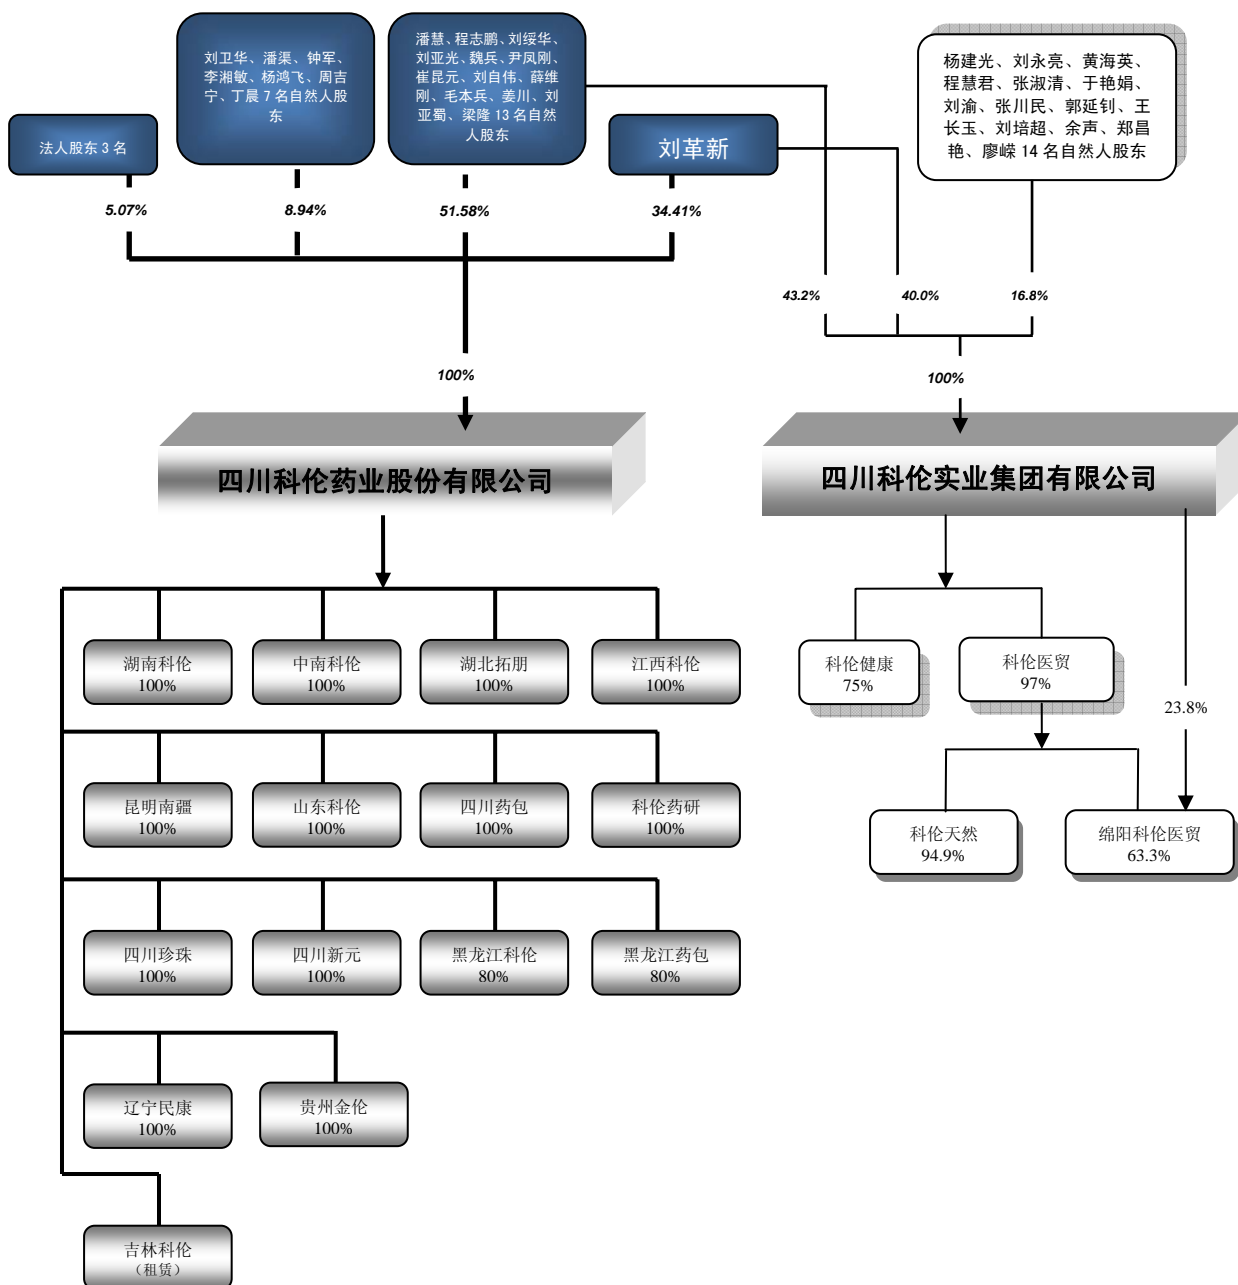 法人股东 3 名
刘卫华、潘渠、钟军、
李湘敏、杨鸿飞、周吉
宁、丁晨 7 名自然人股
东
潘慧、程志鹏、刘绥华、
刘亚光、魏兵、尹凤刚、
崔昆元、刘自伟、薛维
刚、毛本兵、姜川、刘
亚蜀、梁隆 13 名自然
人股东
刘革新
杨建光、刘永亮、黄海英、
程慧君、张淑清、于艳娟、
刘渝、张川民、郭延钊、王
长玉、刘培超、余声、郑昌
艳、廖嵘 14 名自然人股东
5.07%
8.94%
51.58%
34.41%
43.2%
40.0%
16.8%
100%
100%
四川科伦药业股份有限公司
四川科伦实业集团有限公司
湖南科伦
100%
中南科伦
100%
湖北拓朋
100%
江西科伦
100%
科伦健康
75%
科伦医贸
97%
23.8%
昆明南疆
100%
山东科伦
100%
四川药包
100%
科伦药研
100%
科伦天然
94.9%
绵阳科伦医贸
63.3%
四川珍珠
100%
四川新元
100%
黑龙江科伦
80%
黑龙江药包
80%
辽宁民康
100%
贵州金伦
100%
吉林科伦
（租赁）